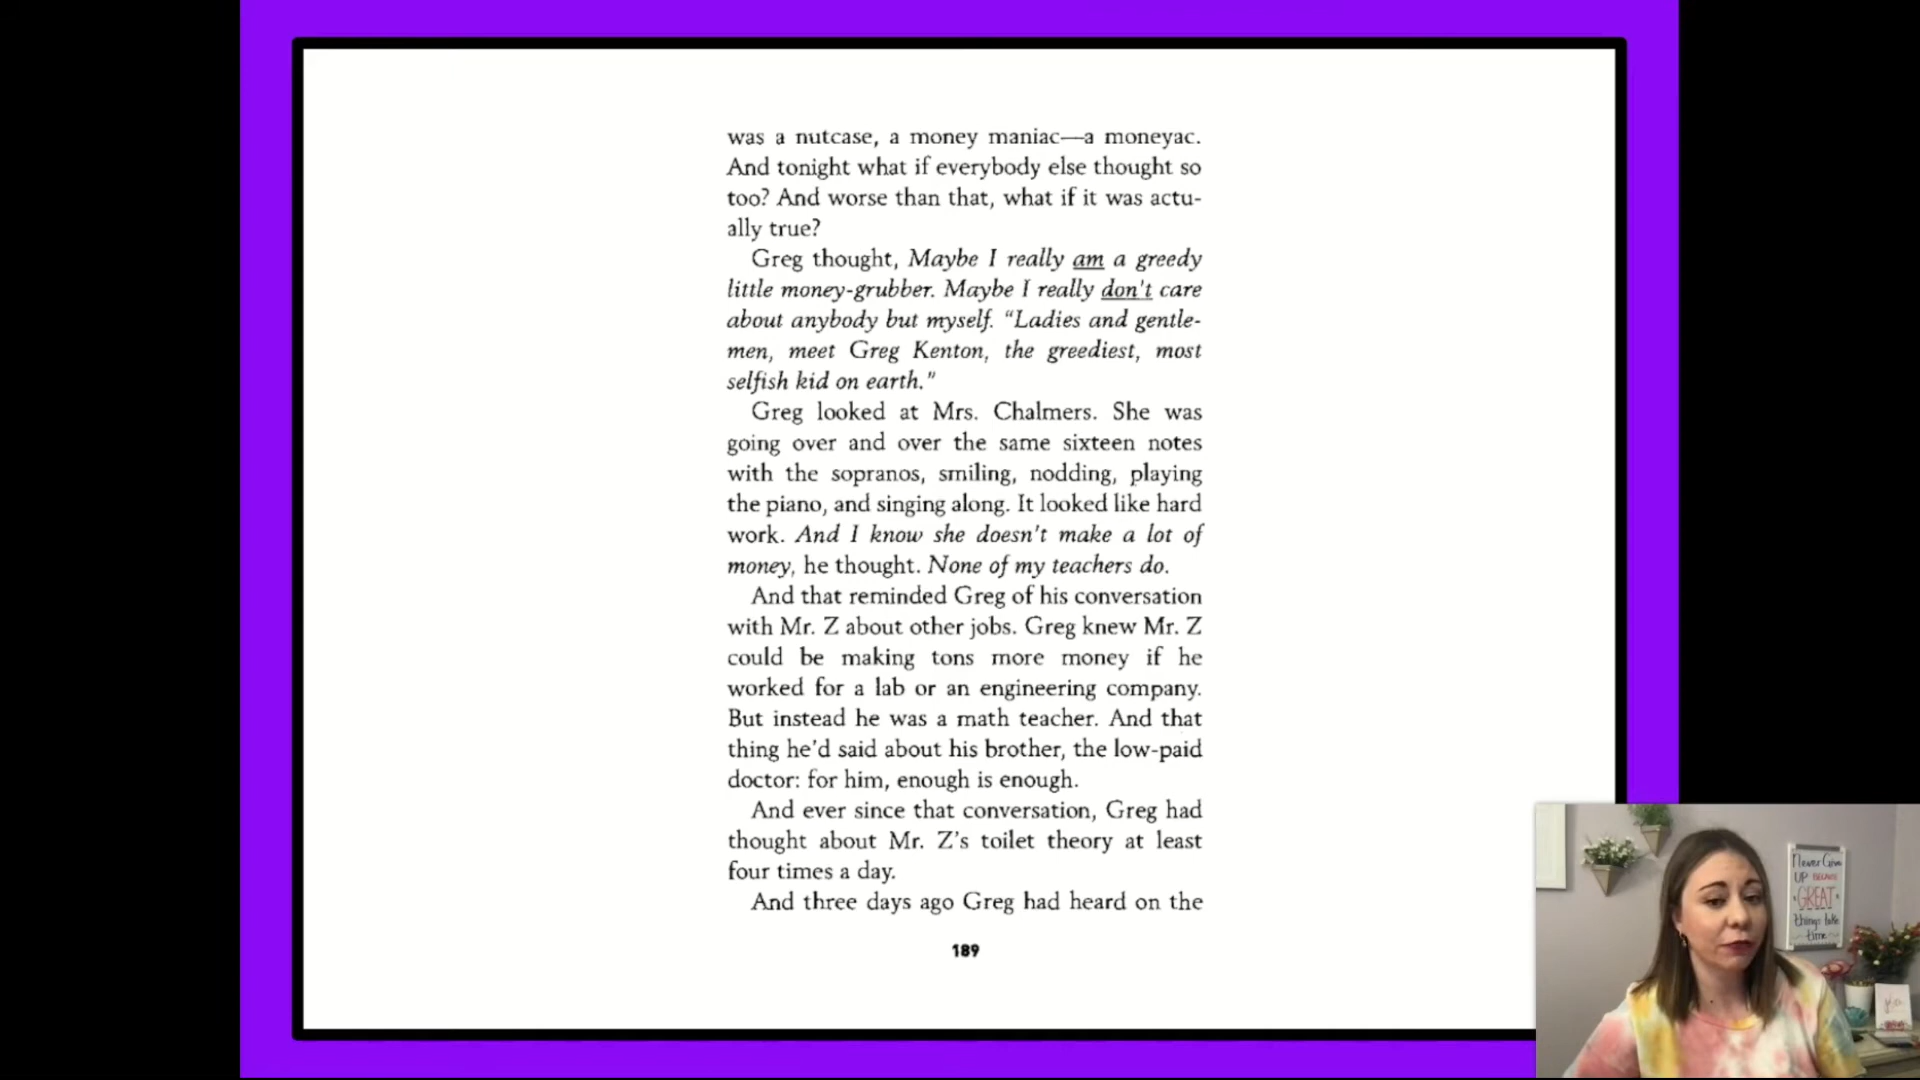 was a nutcase, a money maniac—a moneyac.
And tonight what if everybody else thought so
too? And worse than that, what if it was actu-
ally true?
Greg thought, Maybe I really am a greedy
little money-grubber. Maybe I really don't care
about anybody but myself. "Ladies and gentle-
men, meet Greg Kenton, the greediest, most
selfish kid on earth."
Greg looked at Mrs. Chalmers. She was
going over and over the same sixteen notes
with the sopranos, smiling, nodding, playing
the piano, and singing along. It looked like hard
work. And I know she doesn't make a lot of
money, he thought. None of my teachers do.
And that reminded Greg of his conversation
with Mr. Z about other jobs. Greg knew Mr. Z
could be making tons more money if he
worked for a lab or an engineering company.
But instead he was a math teacher. And that
thing he'd said about his brother, the low-paid
doctor: for him, enough is enough.
And ever since that conversation, Greg had
thought about Mr. Z's toilet theory at least
four times a day.
And three days ago Greg had heard on the
189
Never Give
UP BECAUSE
GREAT
things take
time